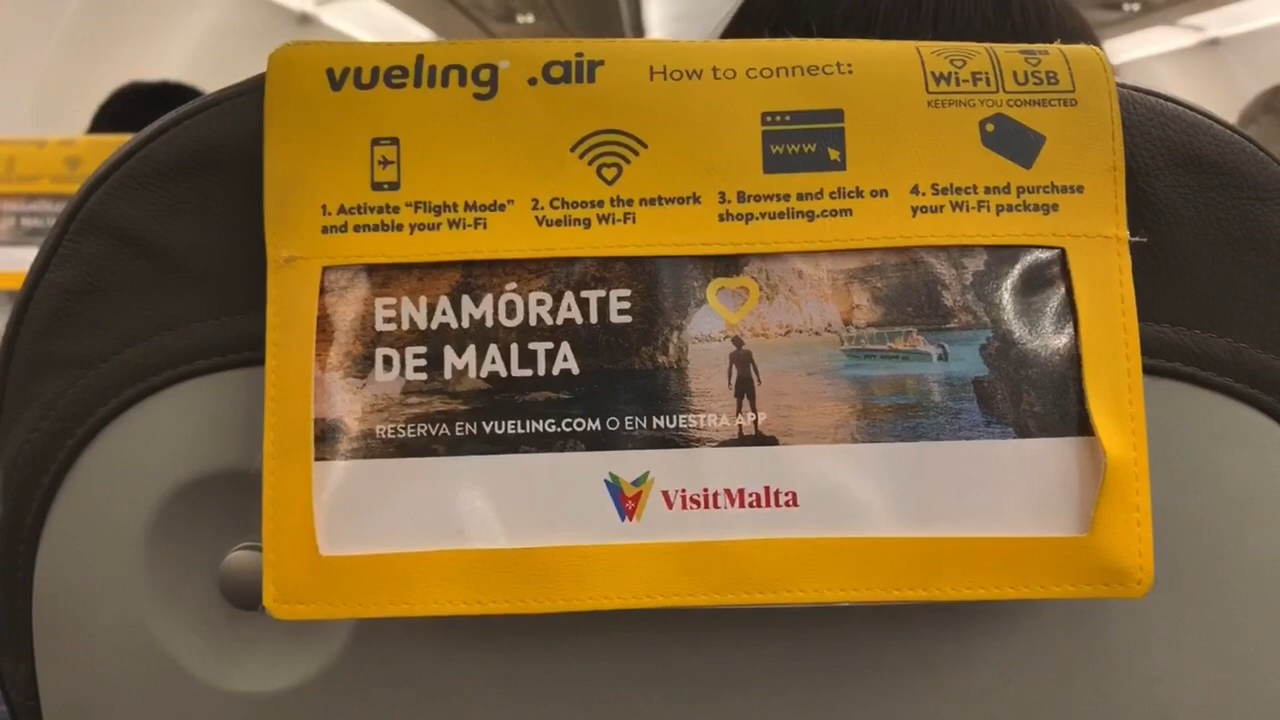 vueling .air How to connect:
Wi-Fi USB
KEEPING YOU CONNECTED
1. Activate "Flight Mode"
and enable your Wi-Fi
2. Choose the network
Vueling Wi-Fi
www
3. Browse and click on
shop.vueling.com
4. Select and purchase
your Wi-Fi package
ENAMÓRATE
DE MALTA
RESERVA EN VUELING.COM O EN NUESTRA APP
VisitMalta